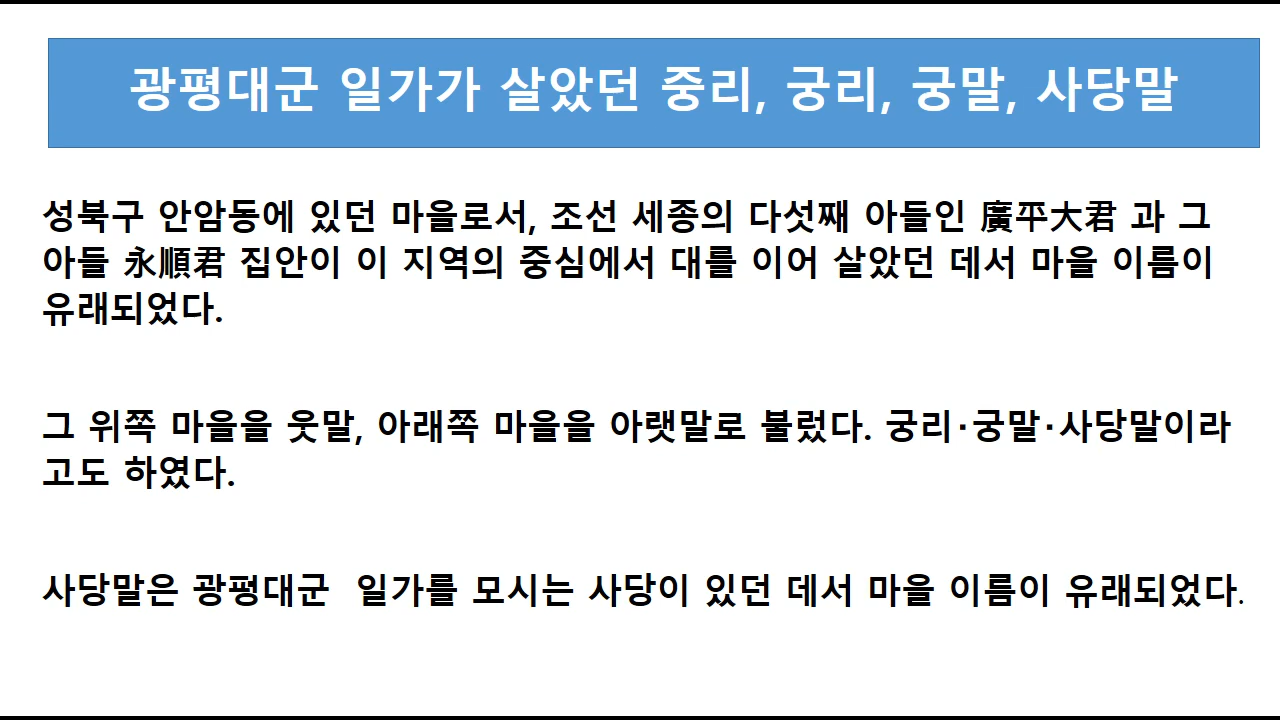 광평대군 일가가 살았던 중리, 궁리, 궁말, 사당말
성북구 안암동에 있던 마을로서, 조선 세종의 다섯째 아들인 廣平大君 과 그
아들 永順君 집안이 이 지역의 중심에서 대를 이어 살았던 데서 마을 이름이
유래되었다.
그 위쪽 마을을 웃말, 아래쪽 마을을 아랫말로 불렀다. 궁리·궁말·사당말이라
고도 하였다.
사당말은 광평대군  일가를 모시는 사당이 있던 데서 마을 이름이 유래되었다.